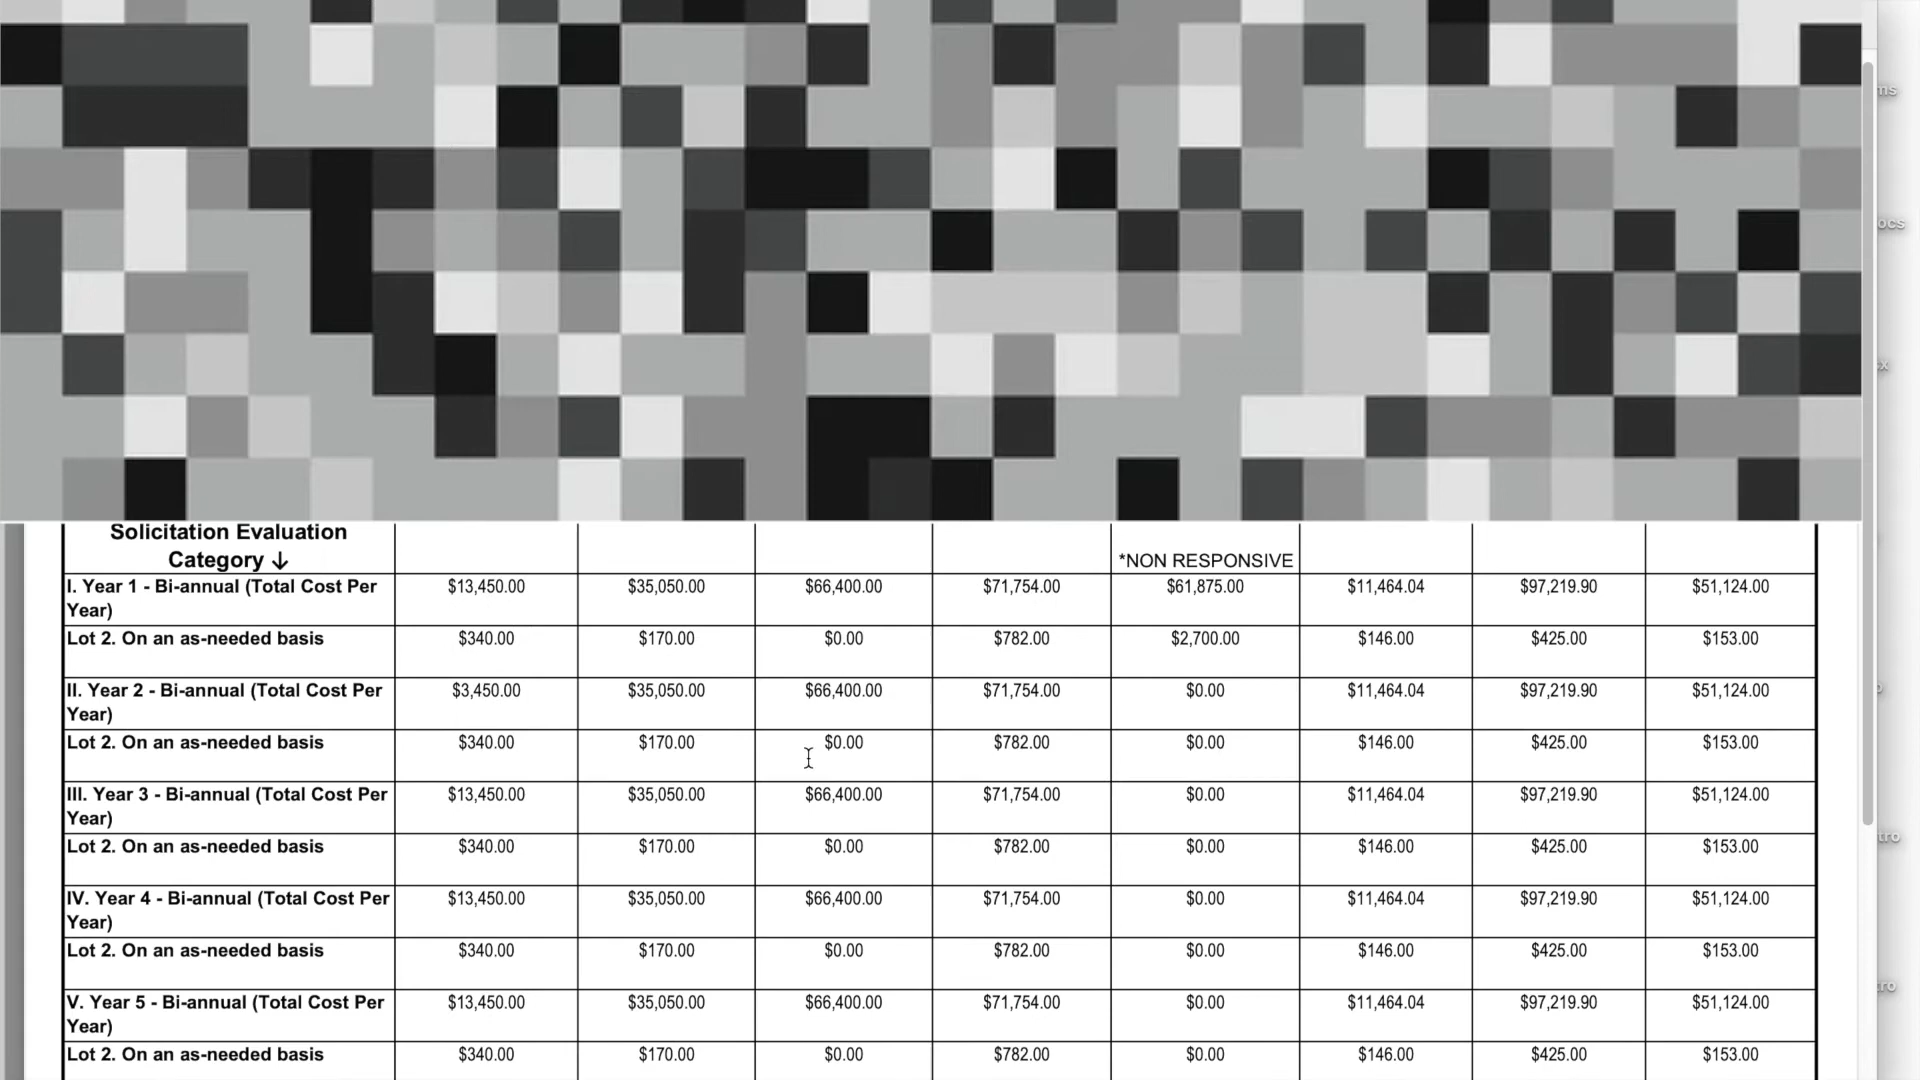 Solicitation Evaluation
Category ↓
*NON RESPONSIVE
I. Year 1 - Bi-annual (Total Cost Per
Year)
$13,450.00 $35,050.00 $66,400.00 $71,754.00 $61,875.00 $11,464.04 $97,219.90 $51,124.00
Lot 2. On an as-needed basis $340.00 $170.00 $0.00 $782.00 $2,700.00 $146.00 $425.00 $153.00
II. Year 2 - Bi-annual (Total Cost Per
Year)
$3,450.00 $35,050.00 $66,400.00 $71,754.00 $0.00 $11,464.04 $97,219.90 $51,124.00
Lot 2. On an as-needed basis $340.00 $170.00 $0.00 $782.00 $0.00 $146.00 $425.00 $153.00
III. Year 3 - Bi-annual (Total Cost Per
Year)
$13,450.00 $35,050.00 $66,400.00 $71,754.00 $0.00 $11,464.04 $97,219.90 $51,124.00
Lot 2. On an as-needed basis $340.00 $170.00 $0.00 $782.00 $0.00 $146.00 $425.00 $153.00
IV. Year 4 - Bi-annual (Total Cost Per
Year)
$13,450.00 $35,050.00 $66,400.00 $71,754.00 $0.00 $11,464.04 $97,219.90 $51,124.00
Lot 2. On an as-needed basis $340.00 $170.00 $0.00 $782.00 $0.00 $146.00 $425.00 $153.00
V. Year 5 - Bi-annual (Total Cost Per
Year)
$13,450.00 $35,050.00 $66,400.00 $71,754.00 $0.00 $11,464.04 $97,219.90 $51,124.00
Lot 2. On an as-needed basis $340.00 $170.00 $0.00 $782.00 $0.00 $146.00 $425.00 $153.00